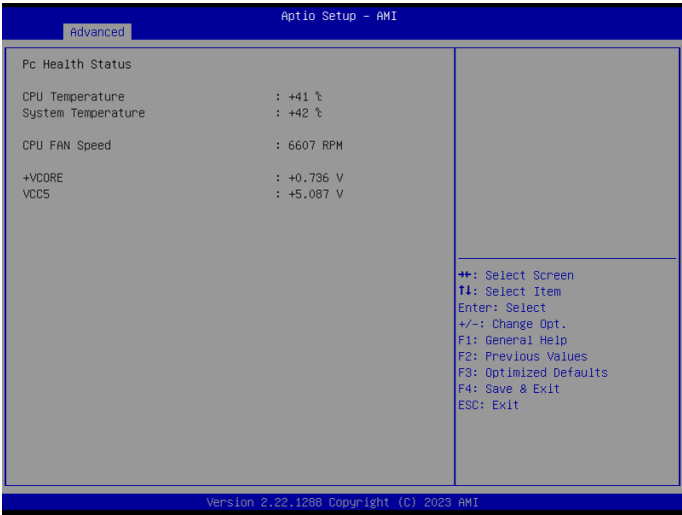 Aptio Setup - AMI
Advanced
Pc Health Status
CPU Temperature : +41 ℃
System Temperature : +42 ℃
CPU FAN Speed : 6607 RPM
+VCORE : +0.736 V
VCC5 : +5.087 V
→←: Select Screen
↑↓: Select Item
Enter: Select
+/-: Change Opt.
F1: General Help
F2: Previous Values
F3: Optimized Defaults
F4: Save & Exit
ESC: Exit
Version 2.22.1288 Copyright (C) 2023 AMI